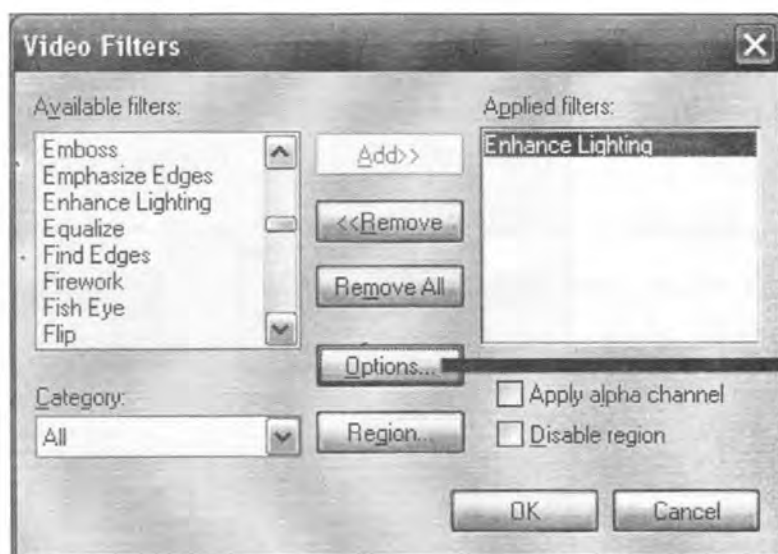 Video Filters
Available filters:
Emboss
Emphasize Edges
Enhance Lighting
Equalize
Find Edges
Firework
Fish Eye
Flip
Category:
All
Add>>
<<Remove
Remove All
Options...
Region...
Applied filters:
Enhance Lighting
Apply alpha channel
Disable region
OK
Cancel